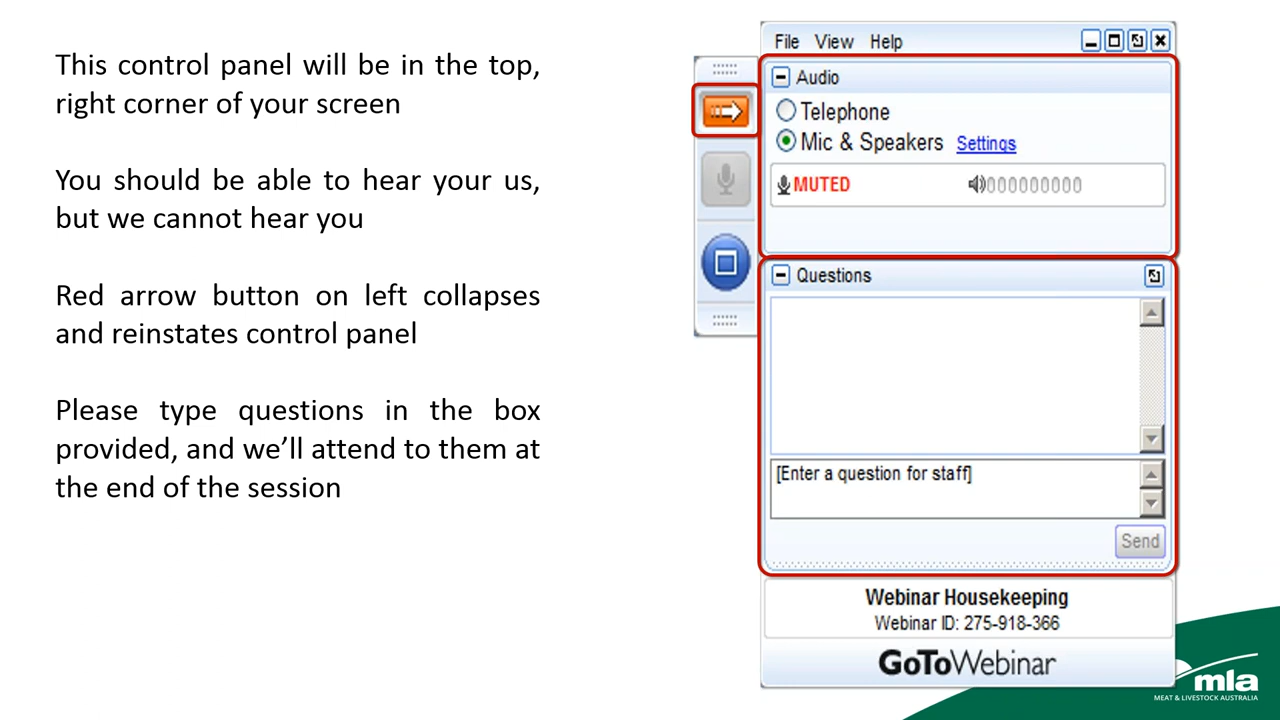 This control panel will be in the top,
right corner of your screen
You should be able to hear your us,
but we cannot hear you
Red arrow button on left collapses
and reinstates control panel
Please type questions in the box
provided, and we’ll attend to them at
the end of the session
File View Help
Audio
Telephone
Mic & Speakers Settings
MUTED
Questions
[Enter a question for staff]
Send
Webinar Housekeeping
Webinar ID: 275-918-366
GoToWebinar
mla
MEAT & LIVESTOCK AUSTRALIA